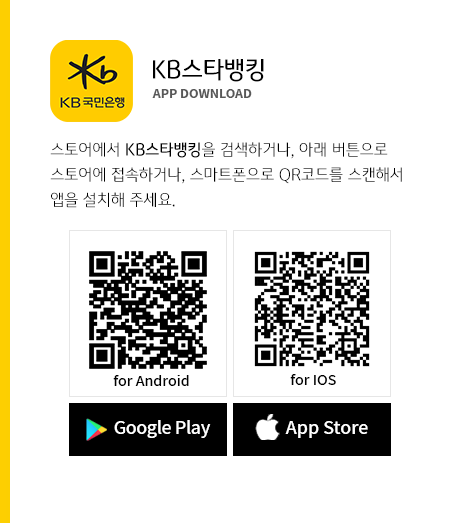 KB 국민은행
KB스타뱅킹
APP DOWNLOAD
스토어에서 KB스타뱅킹을 검색하거나, 아래 버튼으로
스토어에 접속하거나, 스마트폰으로 QR코드를 스캔해서
앱을 설치해 주세요.
for Android
for IOS
Google Play
App Store